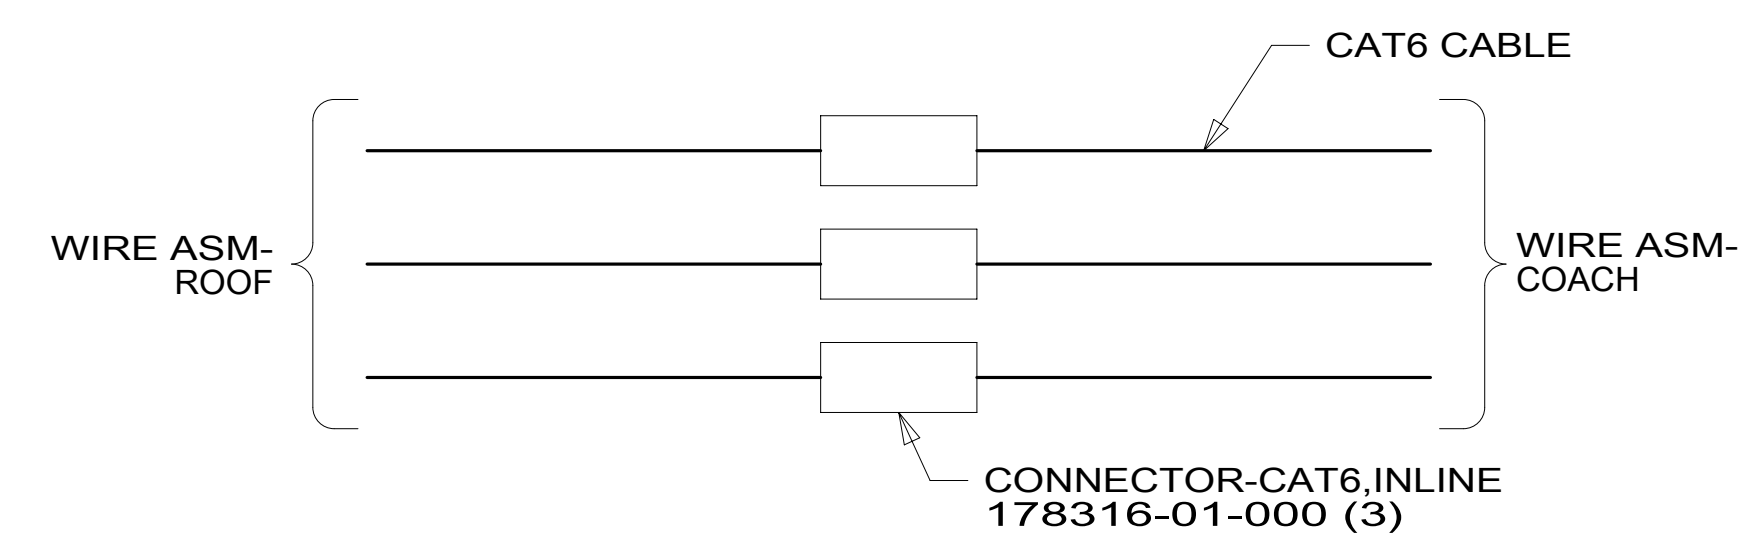 CAT6 CABLE
WIRE ASM-
ROOF
WIRE ASM-
COACH
CONNECTOR-CAT6,INLINE
178316-01-000 (3)